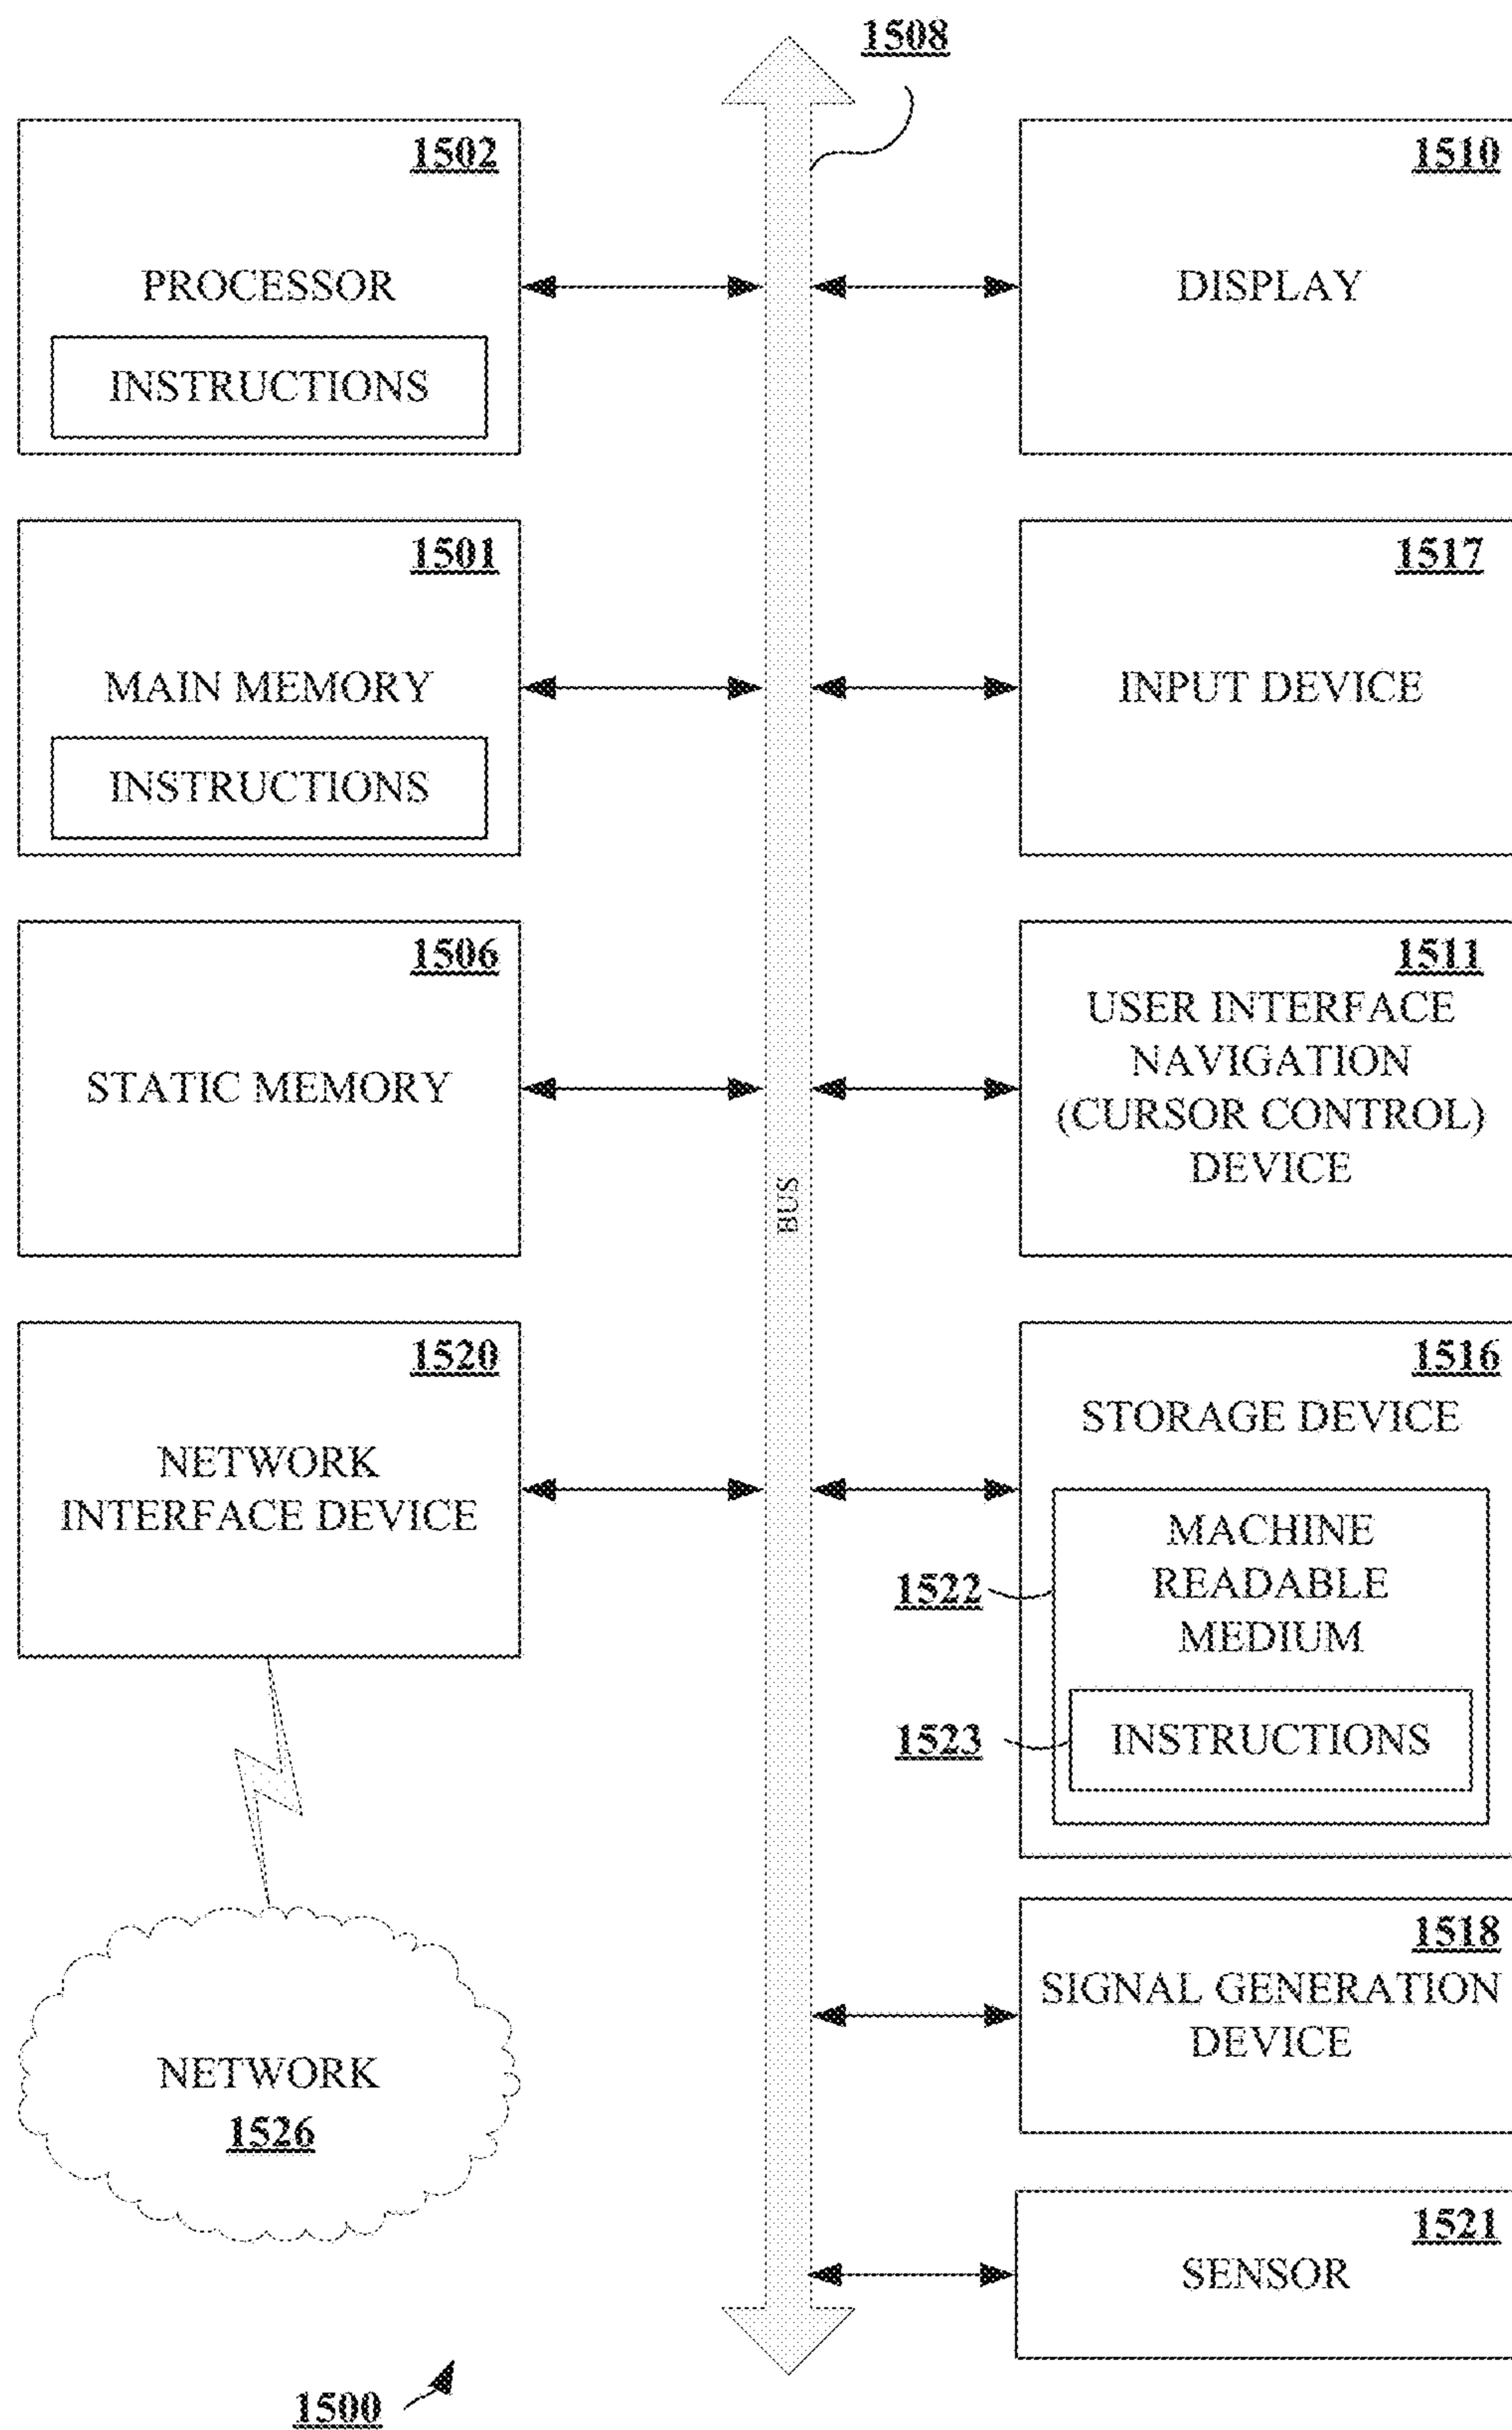 1508
1502
PROCESSOR
INSTRUCTIONS
1510
DISPLAY
1501
MAIN MEMORY
INSTRUCTIONS
1517
INPUT DEVICE
1506
STATIC MEMORY
1511
USER INTERFACE
NAVIGATION
(CURSOR CONTROL)
DEVICE
BUS
1520
NETWORK
INTERFACE DEVICE
1516
STORAGE DEVICE
1522
MACHINE
READABLE
MEDIUM
1523
INSTRUCTIONS
NETWORK
1526
1518
SIGNAL GENERATION
DEVICE
1521
SENSOR
1500